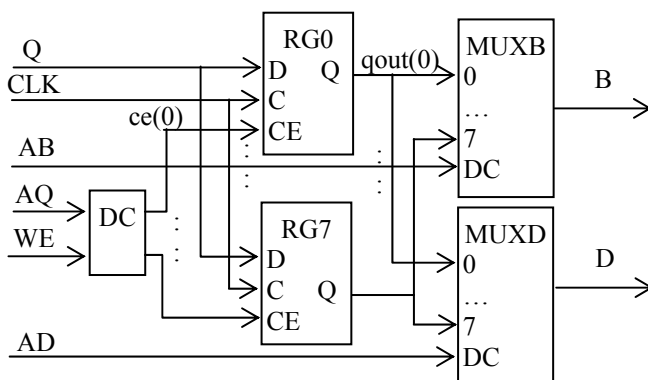 Q
CLK
ce(0)
AB
AQ
WE
AD
DC
RG0
D
Q
C
CE
qout(0)
RG7
D
C
Q
CE
MUXB
0
...
7
DC
B
MUXD
0
...
7
DC
D